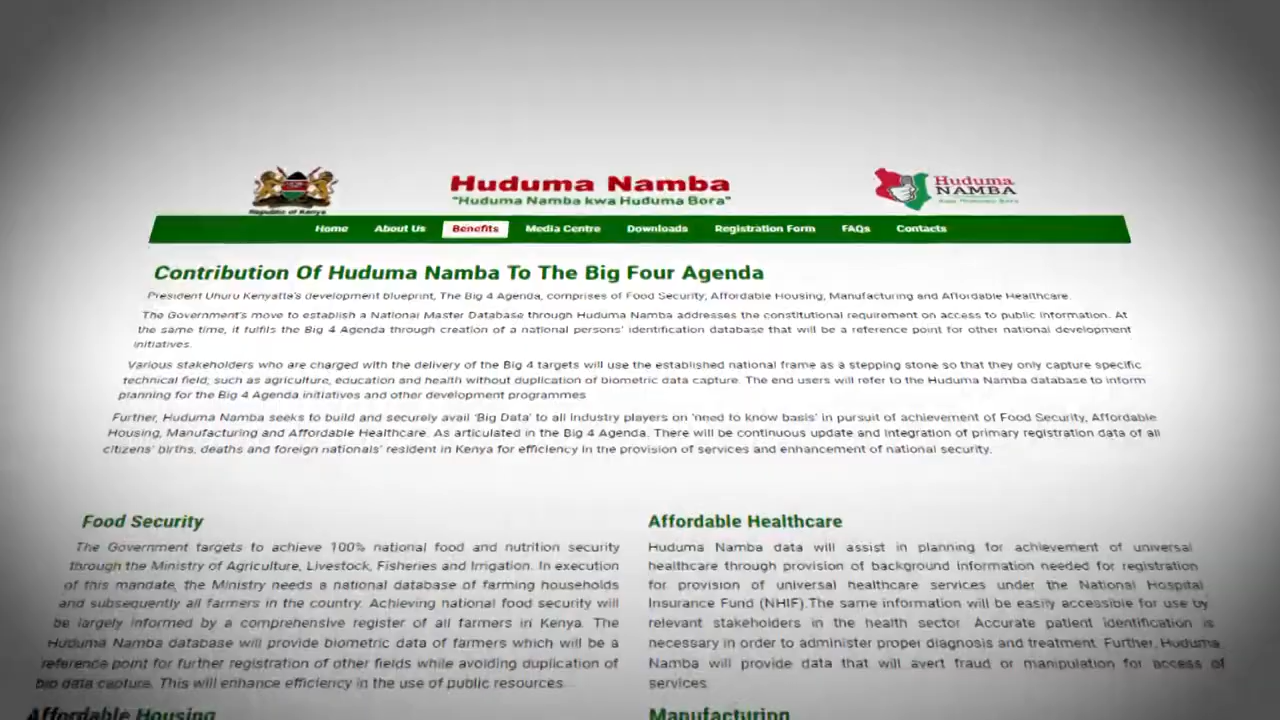 Huduma Namba
"Huduma Namba kwa Huduma Bora"
Republic of Kenya
Huduma
NAMBA
Home About Us Benefits Media Centre Downloads Registration Form FAQs Contacts
Contribution Of Huduma Namba To The Big Four Agenda
President Uhuru Kenyatta's development blueprint, The Big 4 Agenda, comprises of Food Security, Affordable Housing, Manufacturing and Affordable Healthcare.
The Government's move to establish a National Master Database through Huduma Namba addresses the constitutional requirement on access to public information. At
the same time, it fulfils the Big 4 Agenda through creation of a national persons' identification database that will be a reference point for other national development
initiatives.
Various stakeholders who are charged with the delivery of the Big 4 targets will use the established national frame as a stepping stone so that they only capture specific
technical field, such as agriculture, education and health without duplication of biometric data capture. The end users will refer to the Huduma Namba database to inform
planning for the Big 4 Agenda initiatives and other development programmes
Further, Huduma Namba seeks to build and securely avail 'Big Data' to all industry players on 'need to know basis' in pursuit of achievement of Food Security, Affordable
Housing, Manufacturing and Affordable Healthcare. As articulated in the Big 4 Agenda. There will be continuous update and integration of primary registration data of all
citizens' births, deaths and foreign nationals' resident in Kenya for efficiency in the provision of services and enhancement of national security.
Food Security
The Government targets to achieve 100% national food and nutrition security
through the Ministry of Agriculture, Livestock, Fisheries and Irrigation. In execution
of this mandate, the Ministry needs a national database of farming households
and subsequently all farmers in the country. Achieving national food security will
be largely informed by a comprehensive register of all farmers in Kenya. The
Huduma Namba database will provide biometric data of farmers which will be a
reference point for further registration of other fields while avoiding duplication of
bio data capture. This will enhance efficiency in the use of public resources.
Affordable Housing
Affordable Healthcare
Huduma Namba data will assist in planning for achievement of universal
healthcare through provision of background information needed for registration
for provision of universal healthcare services under the National Hospital
Insurance Fund (NHIF).The same information will be easily accessible for use by
relevant stakeholders in the health sector. Accurate patient identification is
necessary in order to administer proper diagnosis and treatment. Further, Huduma
Namba will provide data that will avert fraud or manipulation for access of
services.
Manufacturing